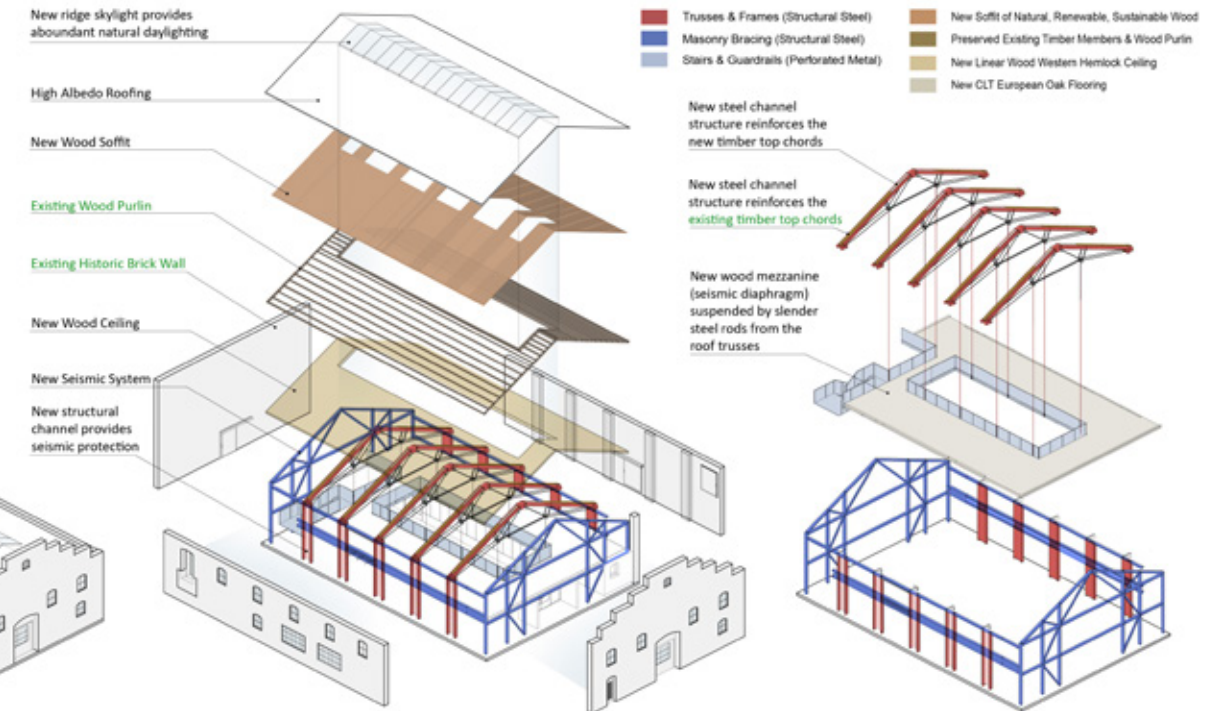 New ridge skylight provides
aboundant natural daylighting
High Albedo Roofing
New Wood Soffit
Existing Wood Purlin
Existing Historic Brick Wall
New Wood Ceiling
New Seismic System
New structural
channel provides
seismic protection
Trusses & Frames (Structural Steel)
Masonry Bracing (Structural Steel)
Stairs & Guardrails (Perforated Metal)
New Soffit of Natural, Renewable, Sustainable Wood
Preserved Existing Timber Members & Wood Purlin
New Linear Wood Western Hemlock Ceiling
New CLT European Oak Flooring
New steel channel
structure reinforces the
new timber top chords
New steel channel
structure reinforces the
existing timber top chords
New wood mezzanine
(seismic diaphragm)
suspended by slender
steel rods from the
roof trusses